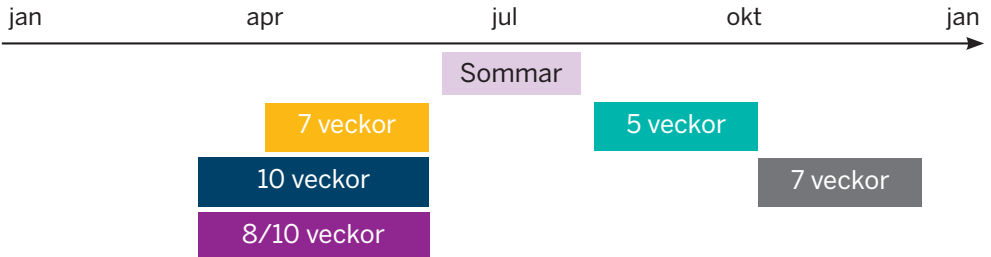 jan apr jul okt jan
Sommar
7 veckor 5 veckor
10 veckor 7 veckor
8/10 veckor